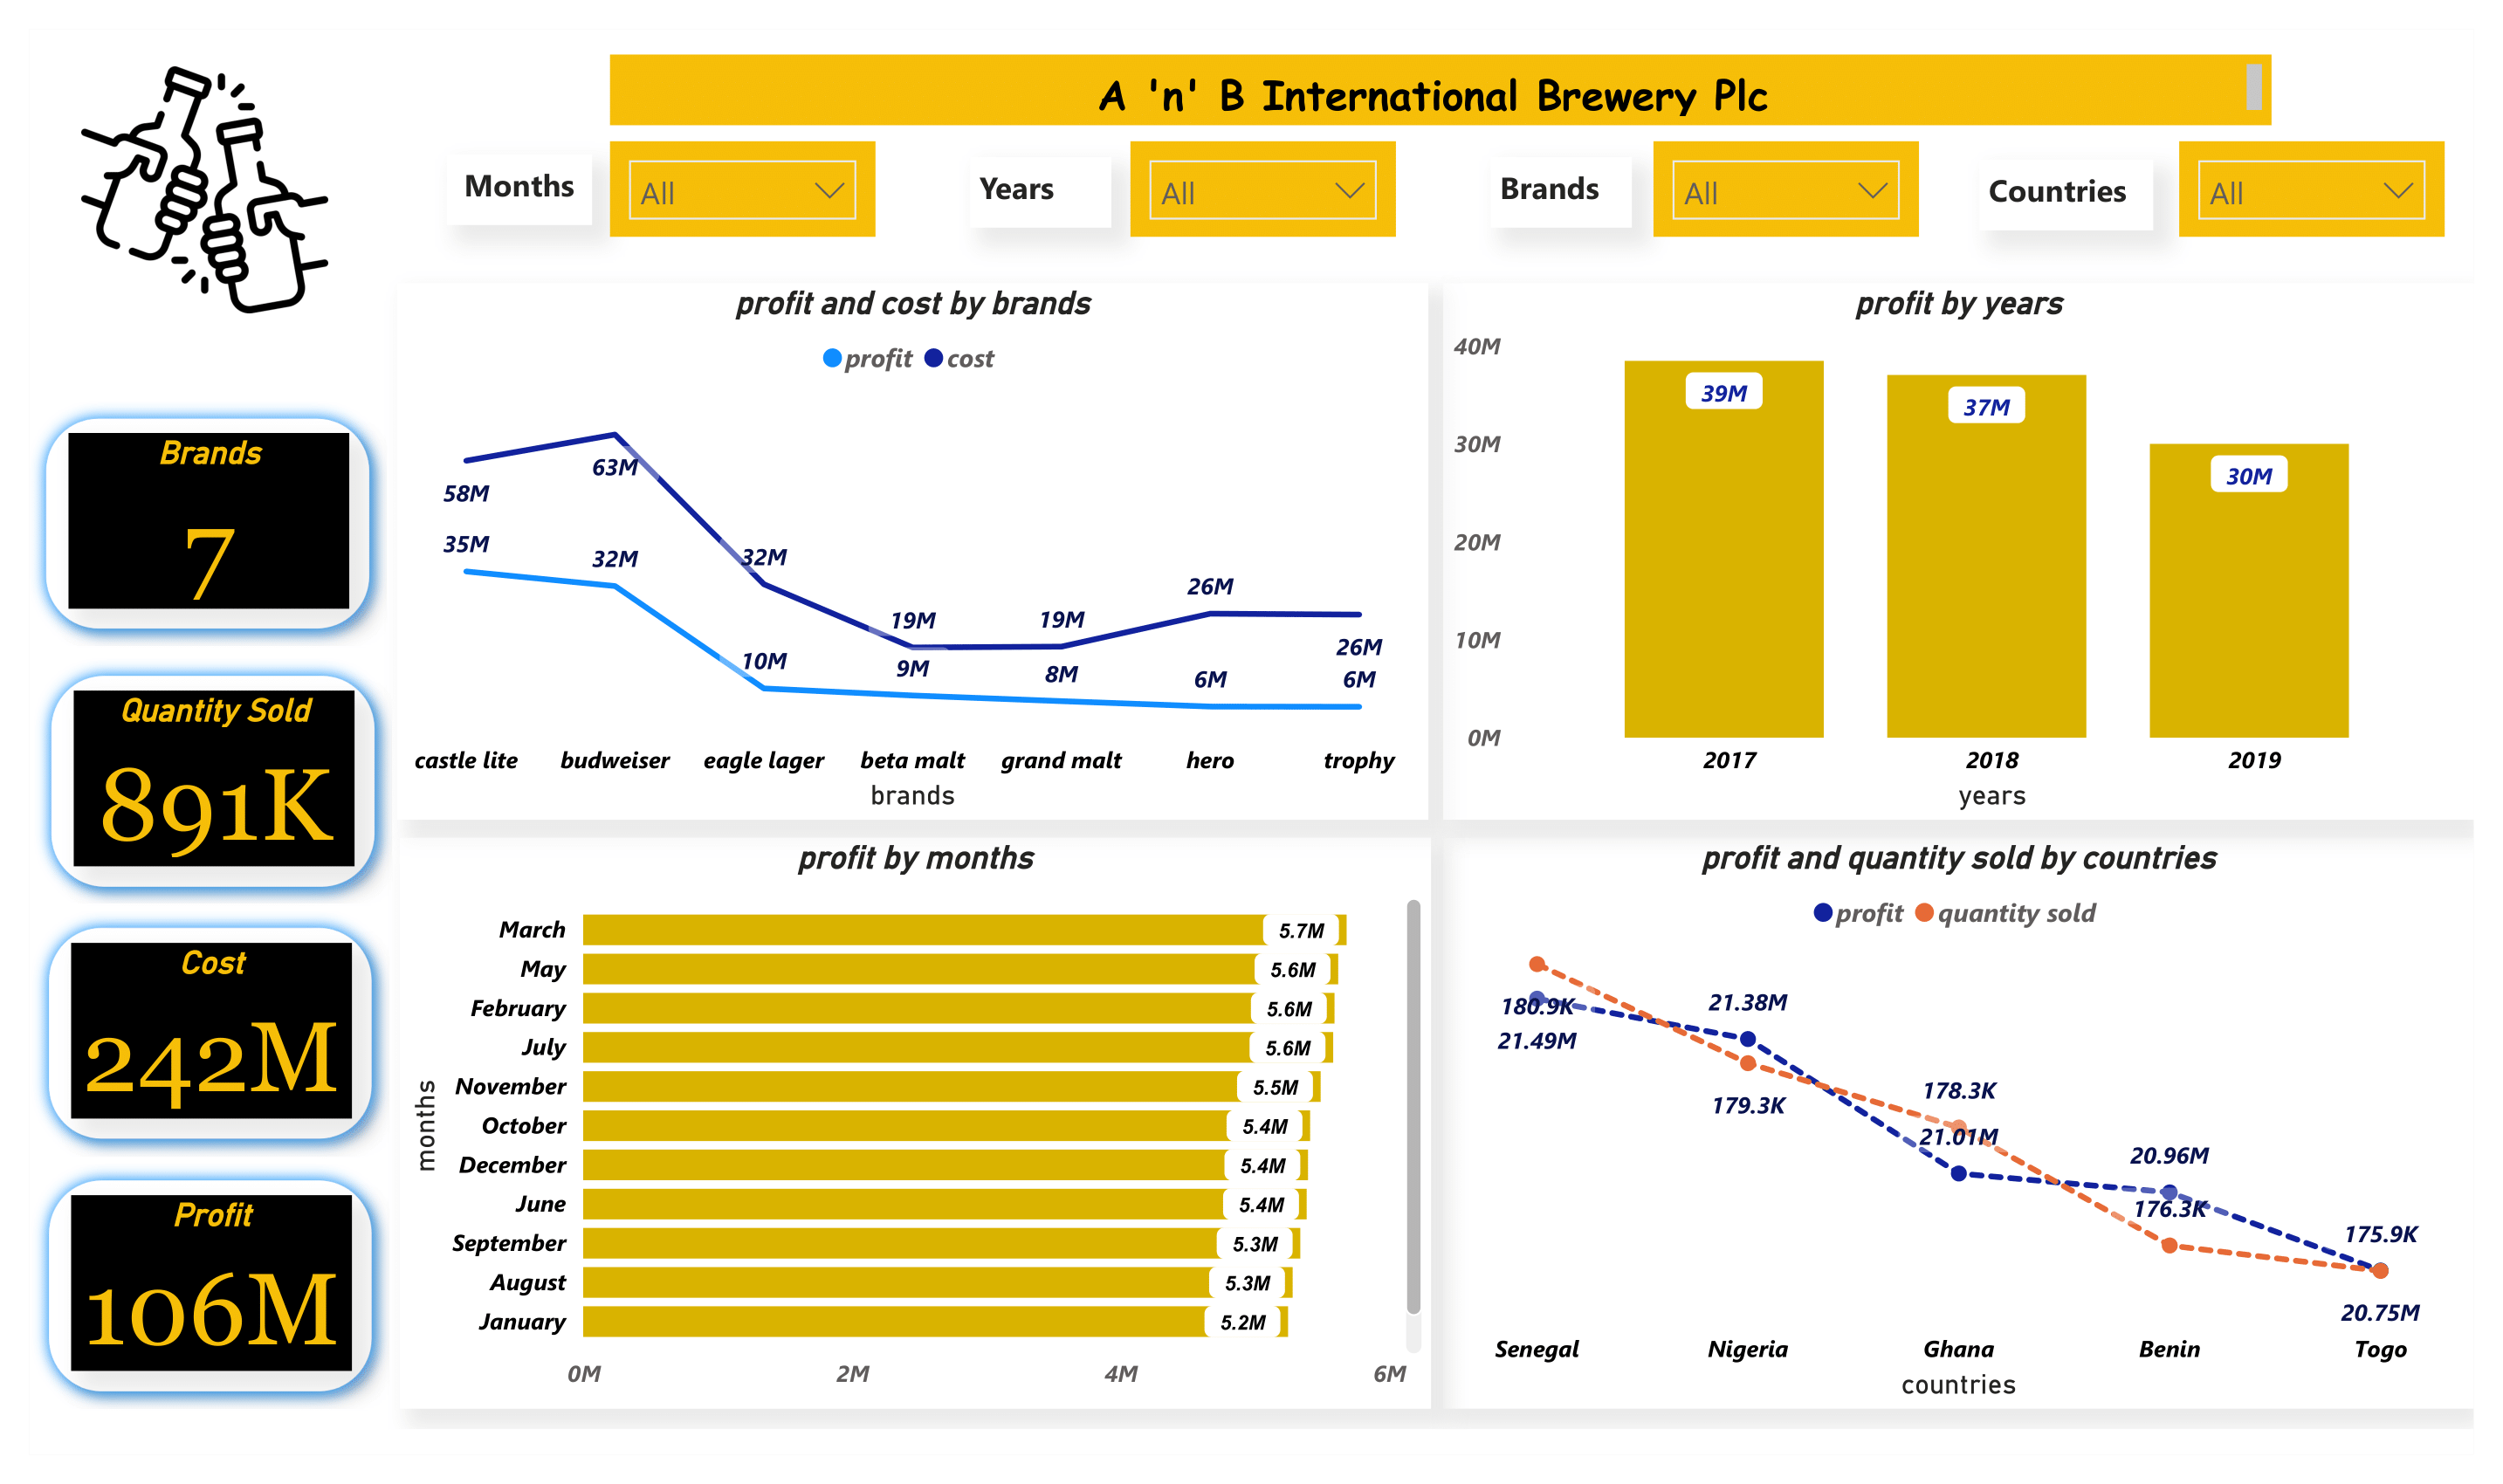 A 'n' B International Brewery Plc
Months
All
Years
All
Brands
All
Countries
All
Brands
7
Quantity Sold
891K
Cost
242M
Profit
106M
profit and cost by brands
profit cost
58M
63M
32M
19M
19M
26M
26M
35M
32M
10M
9M
8M
6M
6M
castle lite budweiser eagle lager beta malt grand malt hero trophy
brands
profit by years
40M
30M
20M
10M
0M
39M
37M
30M
2017 2018 2019
years
profit by months
months
March 5.7M
May 5.6M
February 5.6M
July 5.6M
November 5.5M
October 5.4M
December 5.4M
June 5.4M
September 5.3M
August 5.3M
January 5.2M
0M 2M 4M 6M
profit and quantity sold by countries
profit quantity sold
180.9K
21.49M
21.38M
179.3K
178.3K
21.01M
20.96M
176.3K
175.9K
20.75M
Senegal Nigeria Ghana Benin Togo
countries